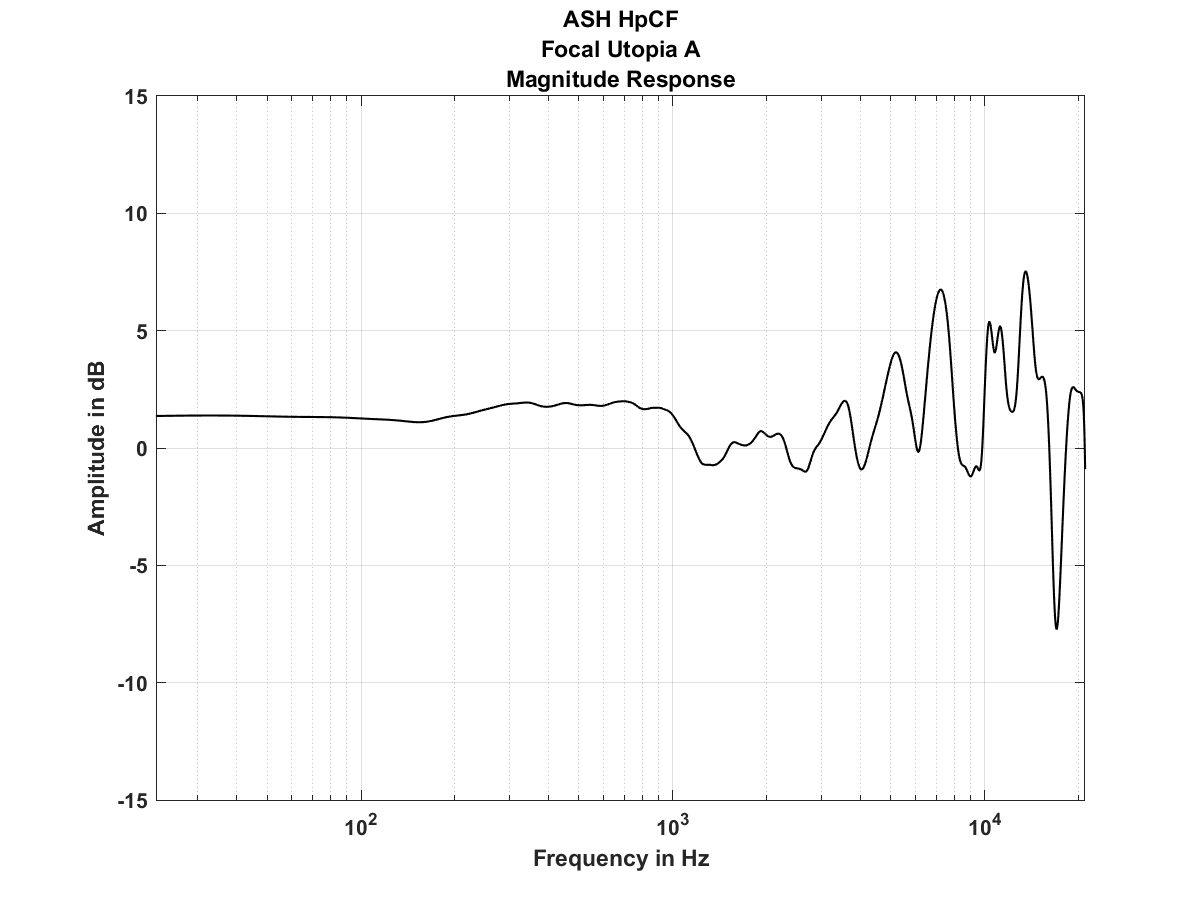 ASH HpCF
Focal Utopia A
Magnitude Response
15
10
5
0
-5
-10
-15
Amplitude in dB
10² 10³ 10⁴
Frequency in Hz